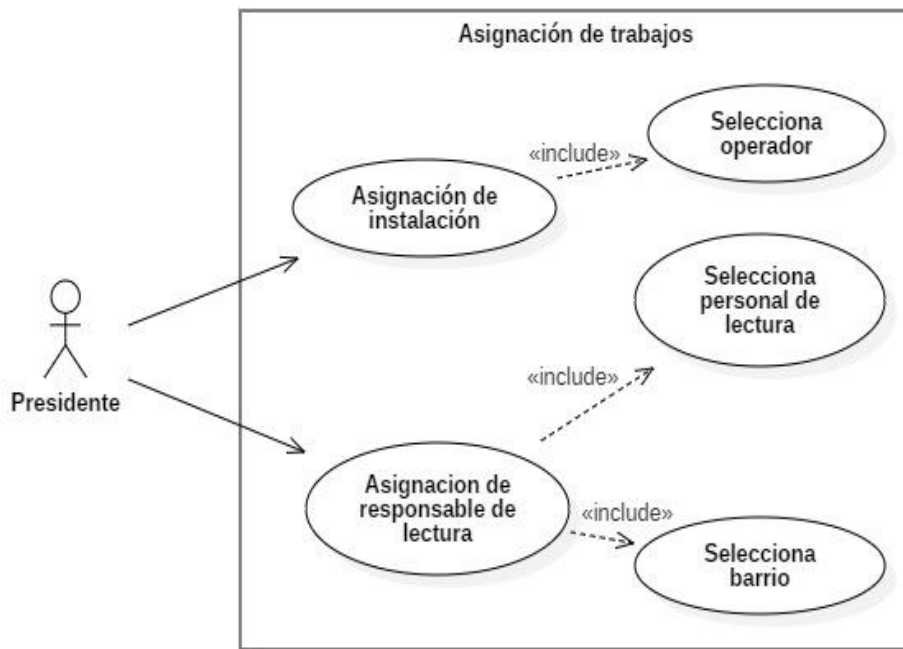 Asignación de trabajos
Selecciona
operador
«include»
Asignación de
instalación
Selecciona
personal de
lectura
«include»
Presidente
Asignacion de
responsable de
lectura
«include»
Selecciona
barrio